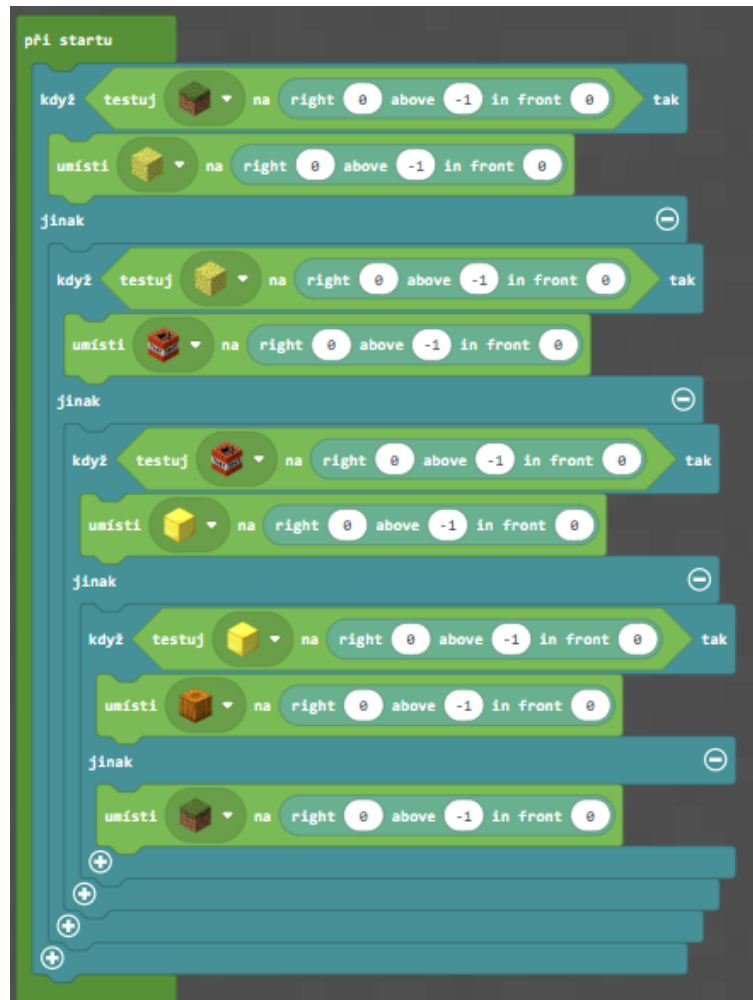 při startu
když testuj na right 0 above -1 in front 0 tak
umísti na right 0 above -1 in front 0
jinak
když testuj na right 0 above -1 in front 0 tak
umísti na right 0 above -1 in front 0
jinak
když testuj na right 0 above -1 in front 0 tak
umísti na right 0 above -1 in front 0
jinak
když testuj na right 0 above -1 in front 0 tak
umísti na right 0 above -1 in front 0
jinak
umísti na right 0 above -1 in front 0